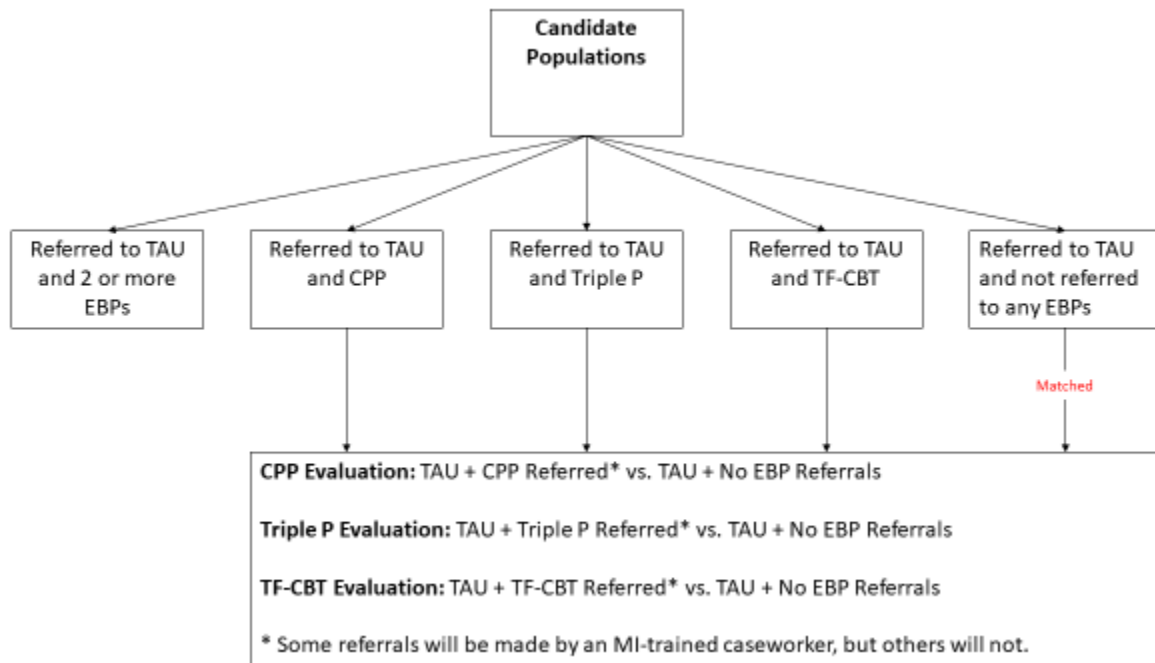 Candidate
Populations
Referred to TAU
and 2 or more
EBPs
Referred to TAU
and CPP
Referred to TAU
and Triple P
Referred to TAU
and TF-CBT
Referred to TAU
and not referred
to any EBPs
Matched
CPP Evaluation: TAU + CPP Referred* vs. TAU + No EBP Referrals
Triple P Evaluation: TAU + Triple P Referred* vs. TAU + No EBP Referrals
TF-CBT Evaluation: TAU + TF-CBT Referred* vs. TAU + No EBP Referrals
* Some referrals will be made by an MI-trained caseworker, but others will not.